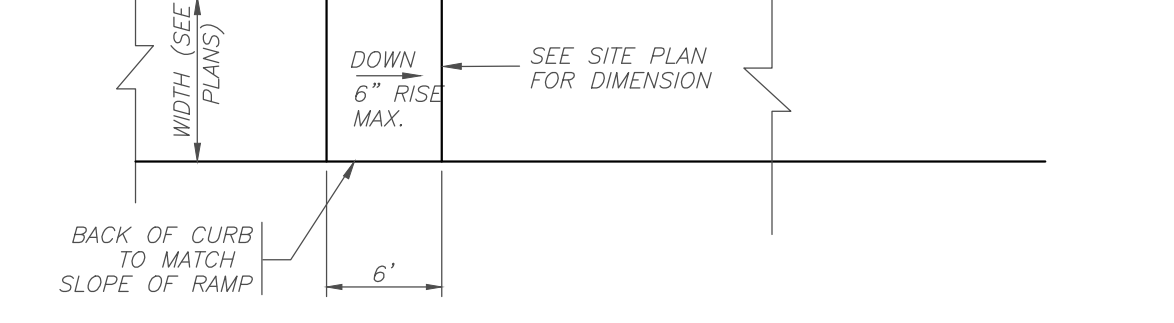 WIDTH (SEE
PLANS)
DOWN
6" RISE
MAX.
SEE SITE PLAN
FOR DIMENSION
BACK OF CURB
TO MATCH
SLOPE OF RAMP
6'